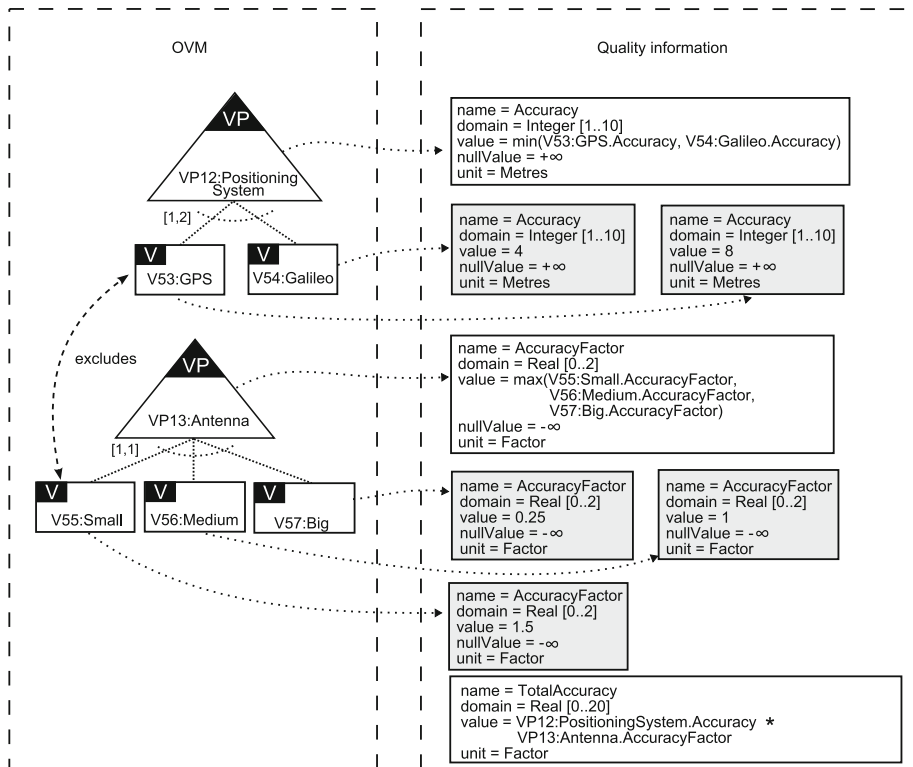 OVM
Quality information
VP
VP12:Positioning
System
[1,2]
V
V53:GPS
V
V54:Galileo
name = Accuracy
domain = Integer [1..10]
value = min(V53:GPS.Accuracy, V54:Galileo.Accuracy)
nullValue = +∞
unit = Metres
name = Accuracy
domain = Integer [1..10]
value = 4
nullValue = +∞
unit = Metres
name = Accuracy
domain = Integer [1..10]
value = 8
nullValue = +∞
unit = Metres
excludes
VP
VP13:Antenna
[1,1]
V
V55:Small
V
V56:Medium
V
V57:Big
name = AccuracyFactor
domain = Real [0..2]
value = max(V55:Small.AccuracyFactor,
V56:Medium.AccuracyFactor,
V57:Big.AccuracyFactor)
nullValue = -∞
unit = Factor
name = AccuracyFactor
domain = Real [0..2]
value = 0.25
nullValue = -∞
unit = Factor
name = AccuracyFactor
domain = Real [0..2]
value = 1
nullValue = -∞
unit = Factor
name = AccuracyFactor
domain = Real [0..2]
value = 1.5
nullValue = -∞
unit = Factor
name = TotalAccuracy
domain = Real [0..20]
value = VP12:PositioningSystem.Accuracy *
VP13:Antenna.AccuracyFactor
unit = Factor